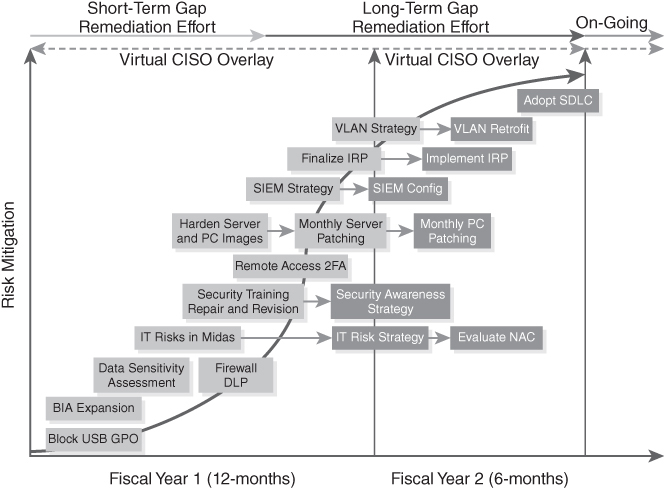 Short-Term Gap
Remediation Effort
Long-Term Gap
Remediation Effort
On-Going
Virtual CISO Overlay
Virtual CISO Overlay
Adopt SDLC
VLAN Strategy
VLAN Retrofit
Finalize IRP
Implement IRP
SIEM Strategy
SIEM Config
Harden Server
and PC Images
Monthly Server
Patching
Monthly PC
Patching
Remote Access 2FA
Security Training
Repair and Revision
Security Awareness
Strategy
IT Risks in Midas
IT Risk Strategy
Evaluate NAC
Data Sensitivity
Assessment
Firewall
DLP
BIA Expansion
Block USB GPO
Risk Mitigation
Fiscal Year 1 (12-months)
Fiscal Year 2 (6-months)